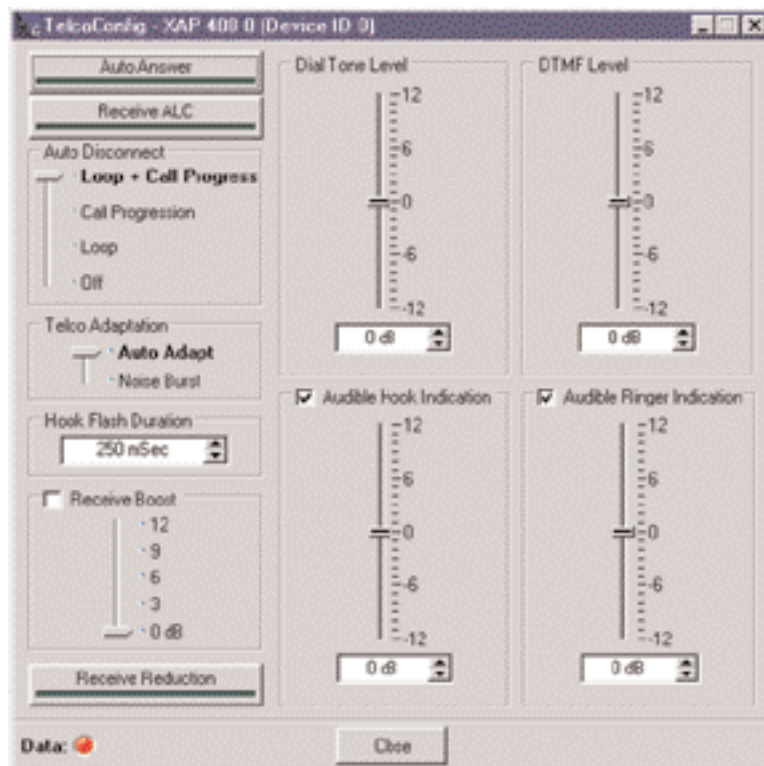 TelcoConfig - XAP 400 0 (Device ID 0)
Auto Answer
Receive ALC
Auto Disconnect
Loop + Call Progress
Call Progression
Loop
Off
Telco Adaptation
Auto Adapt
Noise Burst
Hook Flash Duration
250 mSec
Receive Boost
12
9
6
3
0 dB
Receive Reduction
Dial Tone Level
12
6
0
-6
-12
0 dB
DTMF Level
12
6
0
-6
-12
0 dB
Audible Hook Indication
12
6
0
-6
-12
0 dB
Audible Ringer Indication
12
6
0
-6
-12
0 dB
Data:
Close